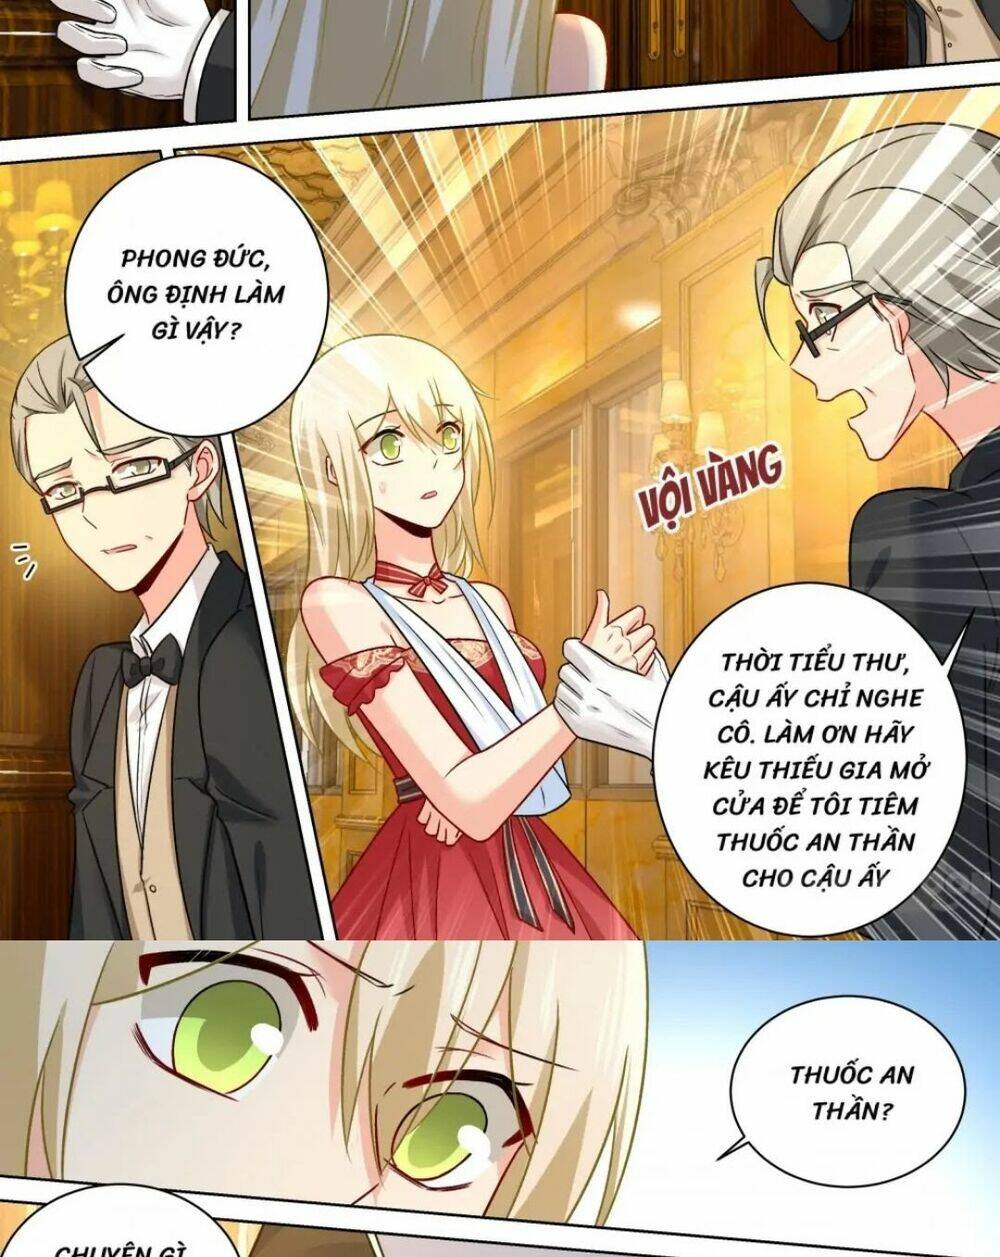 PHONG ĐỨC,
ÔNG ĐỊNH LÀM
GÌ VẬY?
VỘI VÀNG
THỜI TIỂU THƯ,
CẬU ẤY CHỈ NGHE
CÔ. LÀM ƠN HÃY
KÊU THIẾU GIA MỞ
CỬA ĐỂ TÔI TIÊM
THUỐC AN THẦN
CHO CẬU ẤY
THUỐC AN
THẦN?
CHUYỆN GÌ